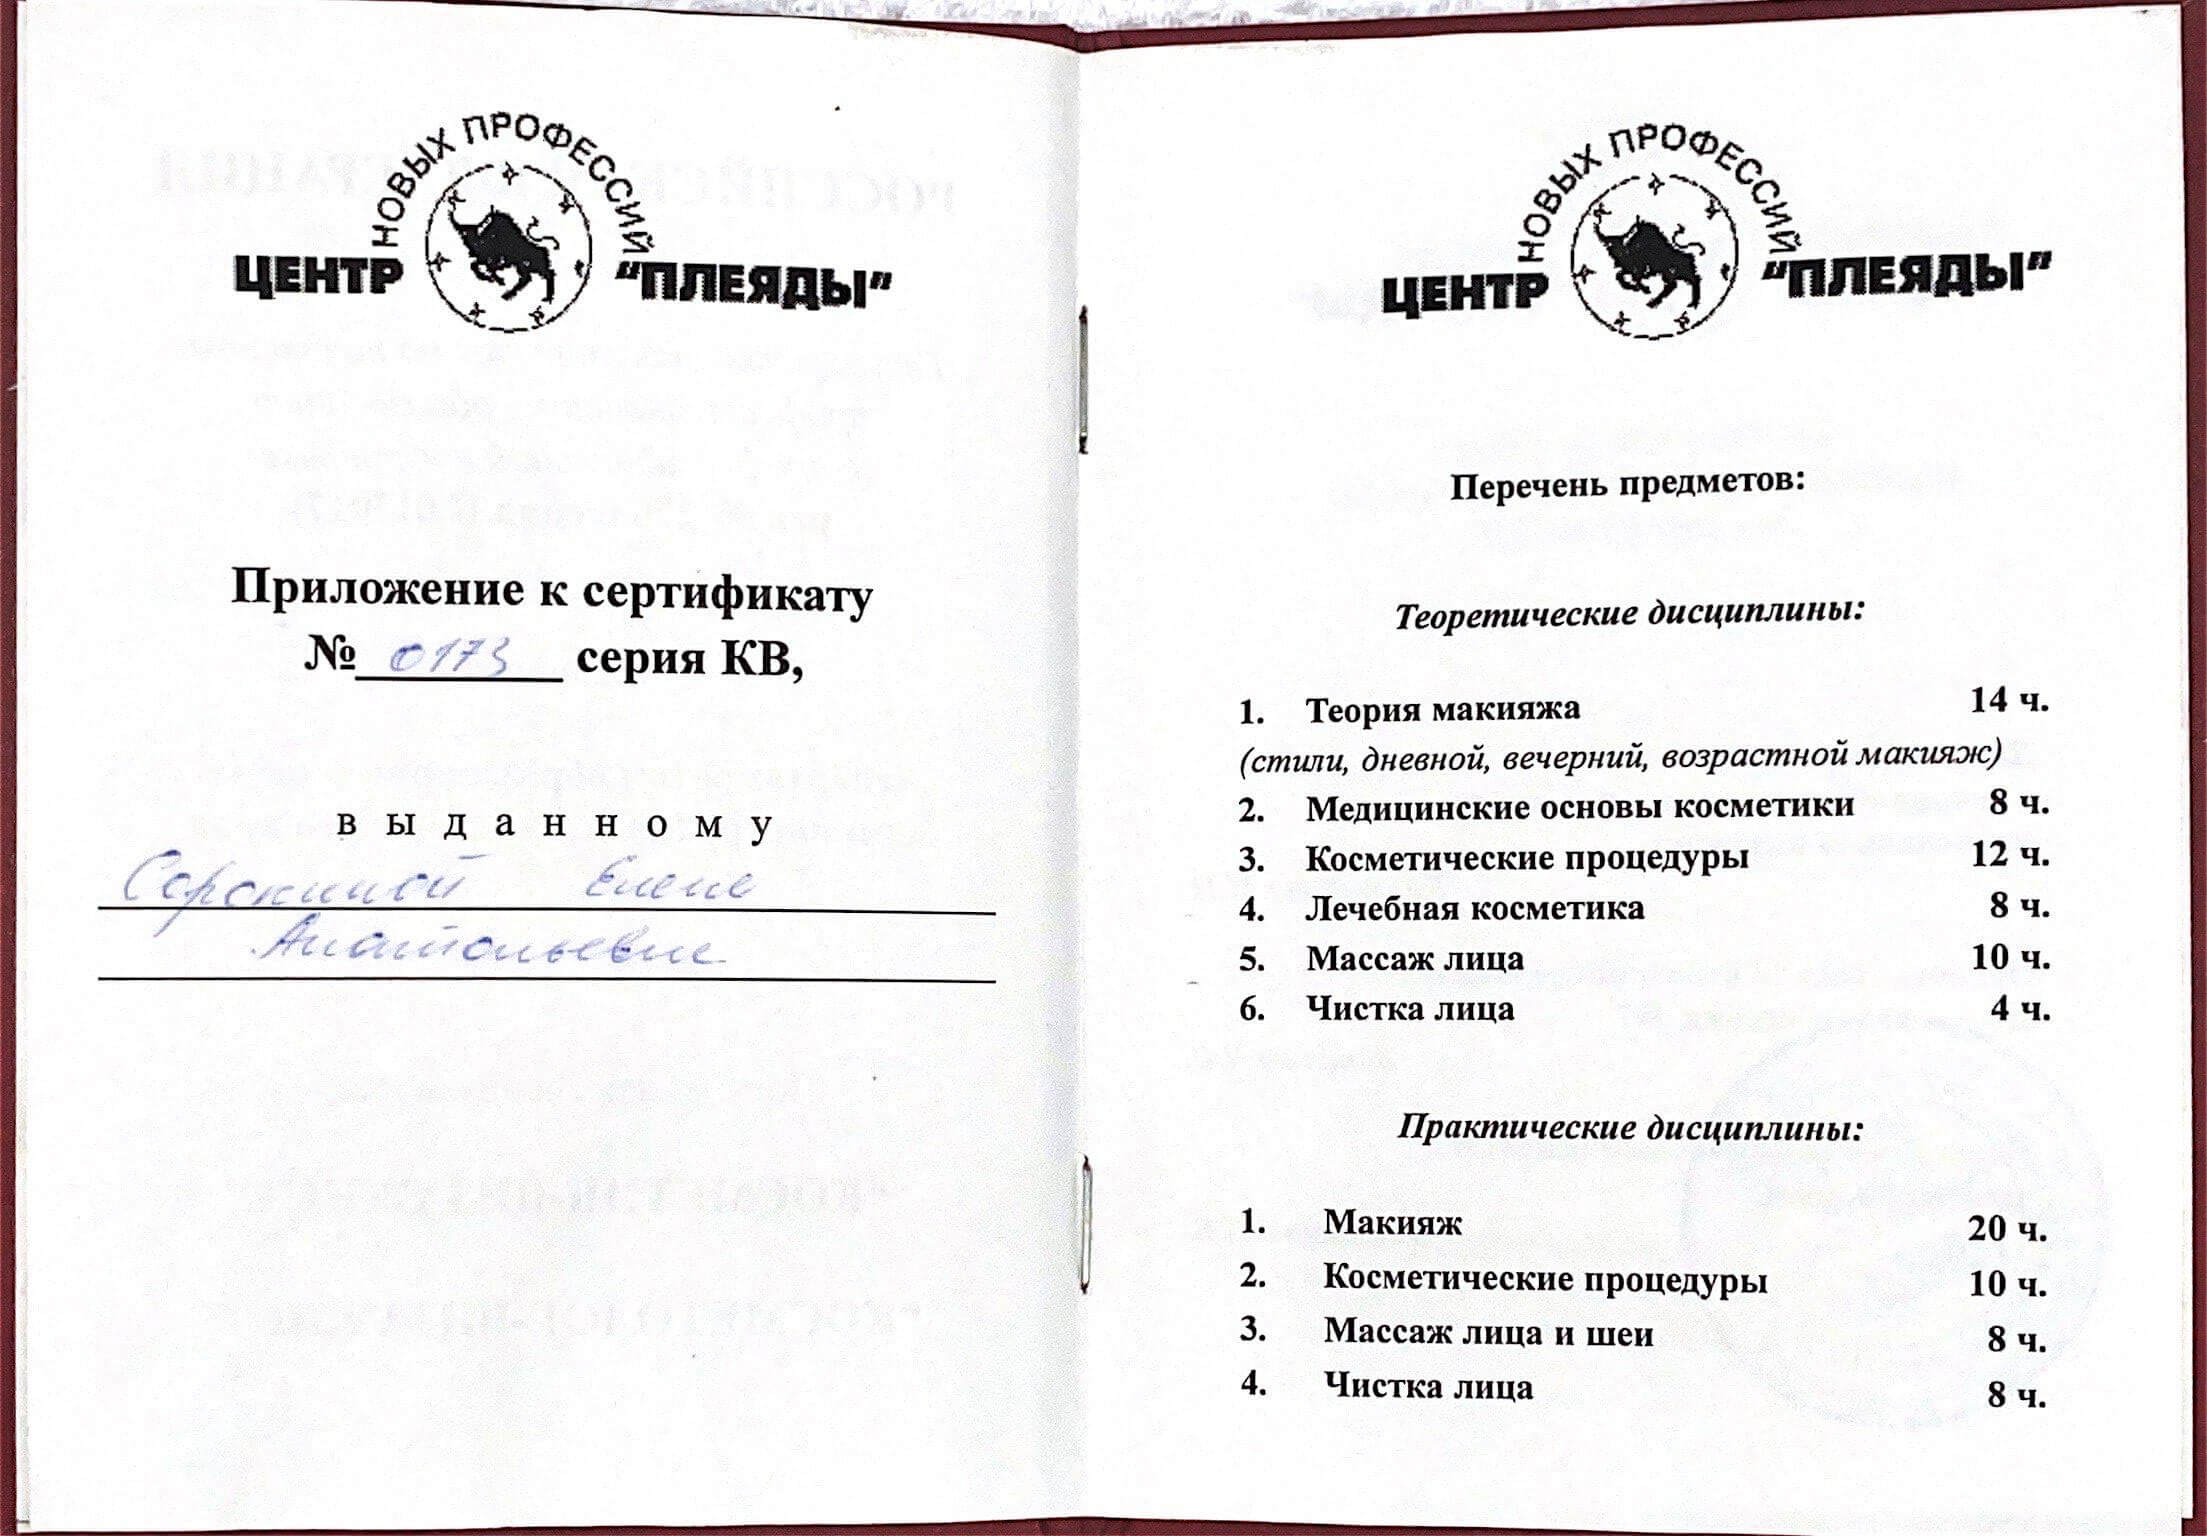 НОВЫХ ПРОФЕССИЙ
ЦЕНТР "ПЛЕЯДЫ"
Приложение к сертификату
№ 0173 серия КВ,
выданному
Сорокиной Елене
Анатольевне
НОВЫХ ПРОФЕССИЙ
ЦЕНТР "ПЛЕЯДЫ"
Перечень предметов:
Теоретические дисциплины:
1. Теория макияжа 14 ч.
(стили, дневной, вечерний, возрастной макияж)
2. Медицинские основы косметики 8 ч.
3. Косметические процедуры 12 ч.
4. Лечебная косметика 8 ч.
5. Массаж лица 10 ч.
6. Чистка лица 4 ч.
Практические дисциплины:
1. Макияж 20 ч.
2. Косметические процедуры 10 ч.
3. Массаж лица и шеи 8 ч.
4. Чистка лица 8 ч.